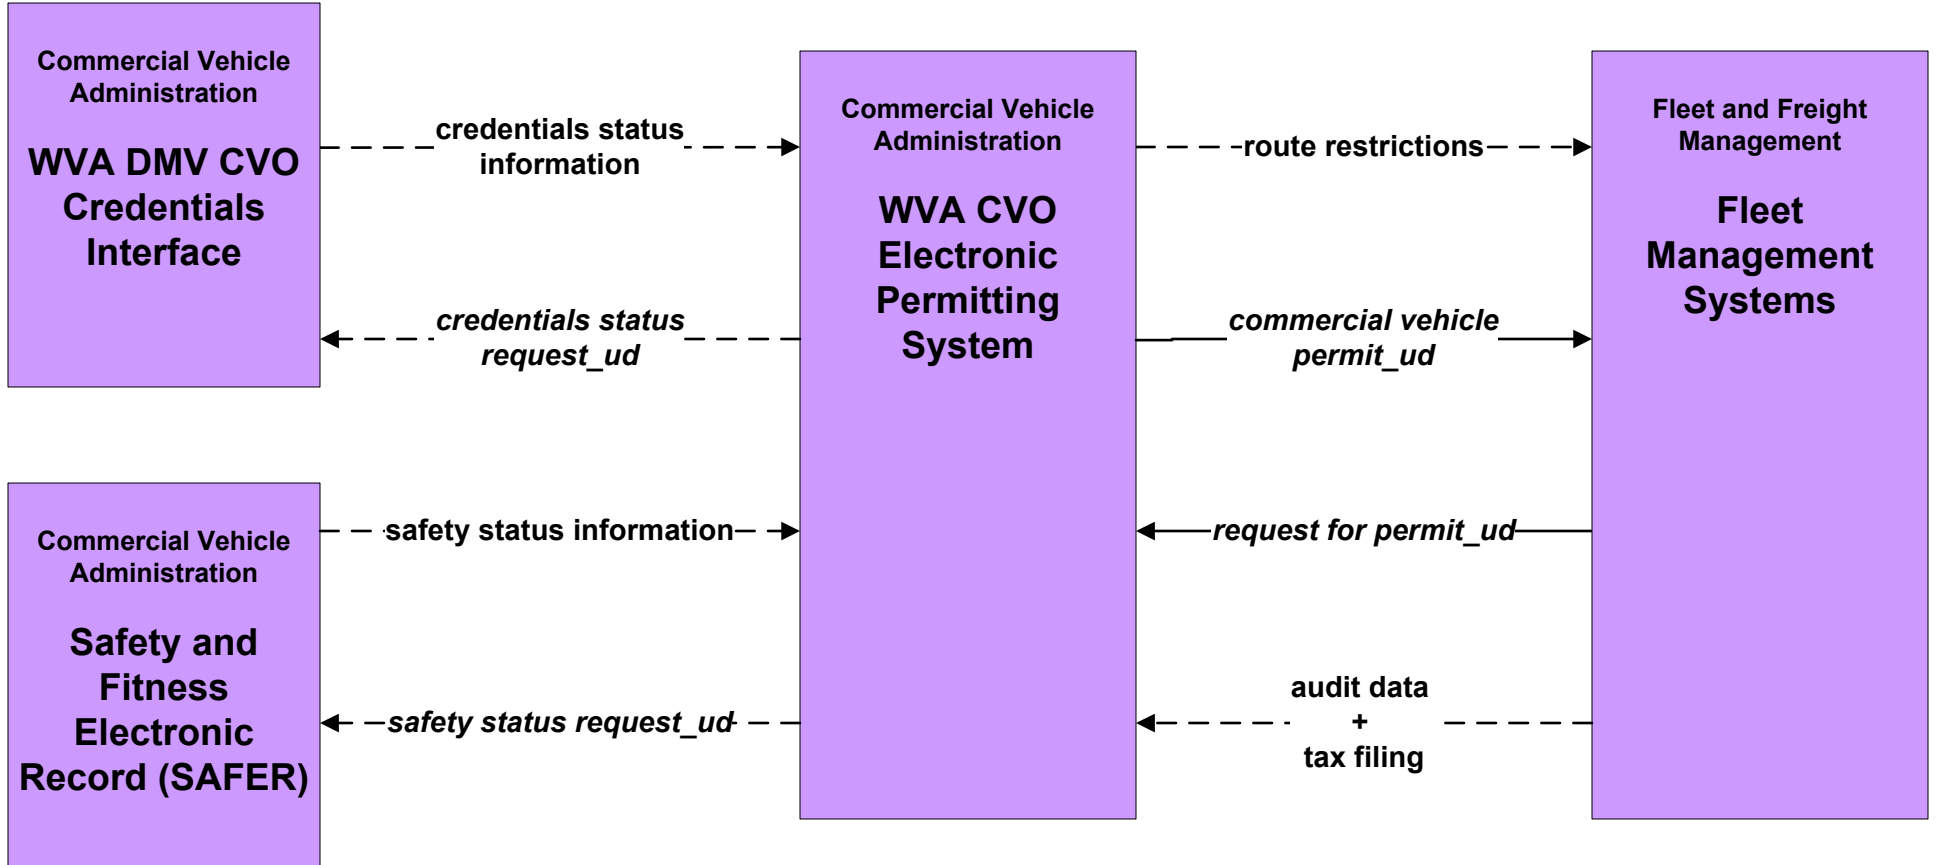 Commercial Vehicle
Administration
WVA DMV CVO
Credentials
Interface
credentials status
information
credentials status
request_ud
Commercial Vehicle
Administration
Safety and
Fitness
Electronic
Record (SAFER)
safety status information
safety status request_ud
Commercial Vehicle
Administration
WVA CVO
Electronic
Permitting
System
route restrictions
commercial vehicle
permit_ud
request for permit_ud
audit data
+
tax filing
Fleet and Freight
Management
Fleet
Management
Systems